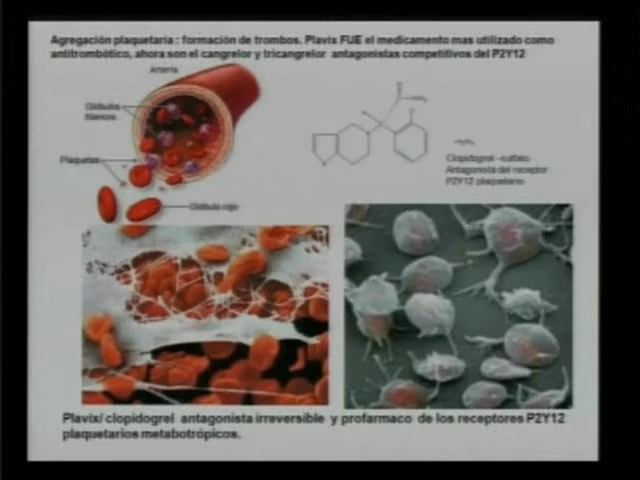 Agregación plaquetaria : formación de trombos. Plavix FUE el medicamento mas utilizado como
antitrombótico, ahora son el cangrelor y tricangrelor antagonistas competitivos del P2Y12
Arteria
Glóbulos
blancos
Plaquetas
Glóbulo rojo
Clopidogrel -sulfato
Antagonista del receptor
P2Y12 plaquetario
Plavix/ clopidogrel antagonista irreversible y profarmaco de los receptores P2Y12
plaquetarios metabotrópicos.